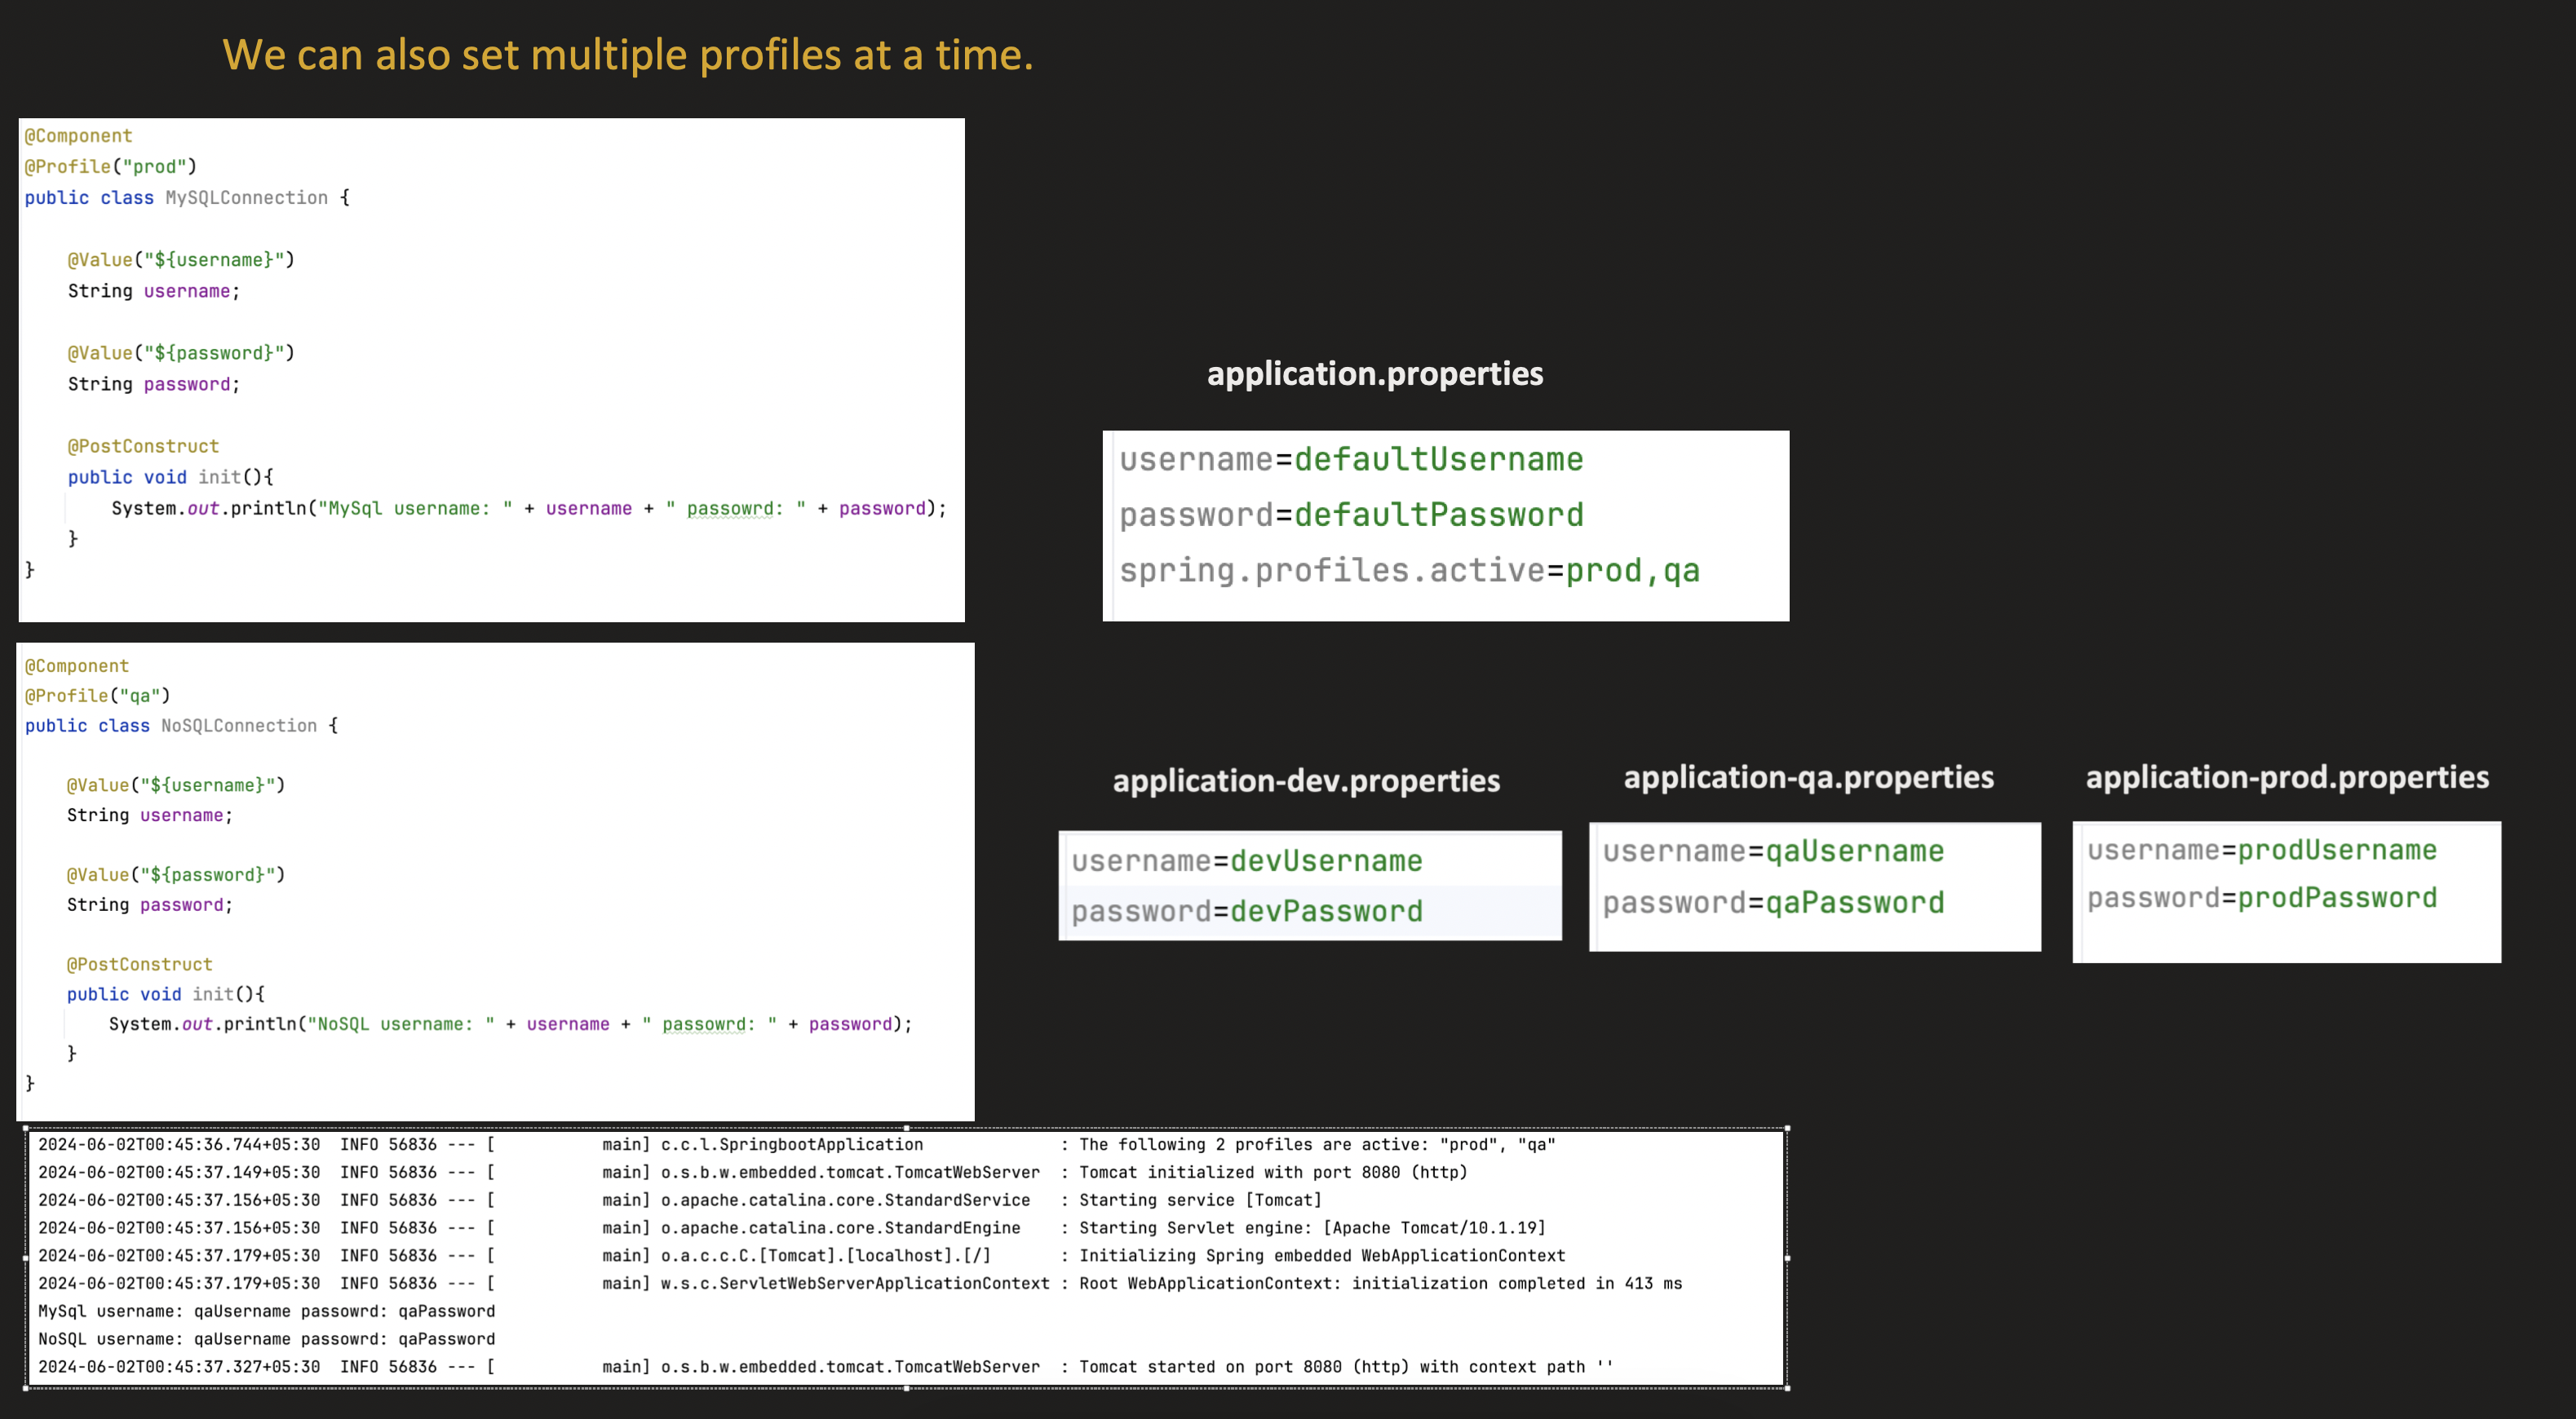 We can also set multiple profiles at a time.
@Component
@Profile("prod")
public class MySQLConnection {
@Value("${username}")
String username;
@Value("${password}")
String password;
@PostConstruct
public void init(){
System.out.println("MySql username: " + username + " passowrd: " + password);
}
}
@Component
@Profile("qa")
public class NoSQLConnection {
@Value("${username}")
String username;
@Value("${password}")
String password;
@PostConstruct
public void init(){
System.out.println("NoSQL username: " + username + " passowrd: " + password);
}
}
application.properties
username=defaultUsername
password=defaultPassword
spring.profiles.active=prod,qa
application-dev.properties
username=devUsername
password=devPassword
application-qa.properties
username=qaUsername
password=qaPassword
application-prod.properties
username=prodUsername
password=prodPassword
2024-06-02T00:45:36.744+05:30  INFO 56836 --- [           main] c.c.l.SpringbootApplication              : The following 2 profiles are active: "prod", "qa"
2024-06-02T00:45:37.149+05:30  INFO 56836 --- [           main] o.s.b.w.embedded.tomcat.TomcatWebServer  : Tomcat initialized with port 8080 (http)
2024-06-02T00:45:37.156+05:30  INFO 56836 --- [           main] o.apache.catalina.core.StandardService   : Starting service [Tomcat]
2024-06-02T00:45:37.156+05:30  INFO 56836 --- [           main] o.apache.catalina.core.StandardEngine    : Starting Servlet engine: [Apache Tomcat/10.1.19]
2024-06-02T00:45:37.179+05:30  INFO 56836 --- [           main] o.a.c.c.C.[Tomcat].[localhost].[/]       : Initializing Spring embedded WebApplicationContext
2024-06-02T00:45:37.179+05:30  INFO 56836 --- [           main] w.s.c.ServletWebServerApplicationContext : Root WebApplicationContext: initialization completed in 413 ms
MySql username: qaUsername passowrd: qaPassword
NoSQL username: qaUsername passowrd: qaPassword
2024-06-02T00:45:37.327+05:30  INFO 56836 --- [           main] o.s.b.w.embedded.tomcat.TomcatWebServer  : Tomcat started on port 8080 (http) with context path ''